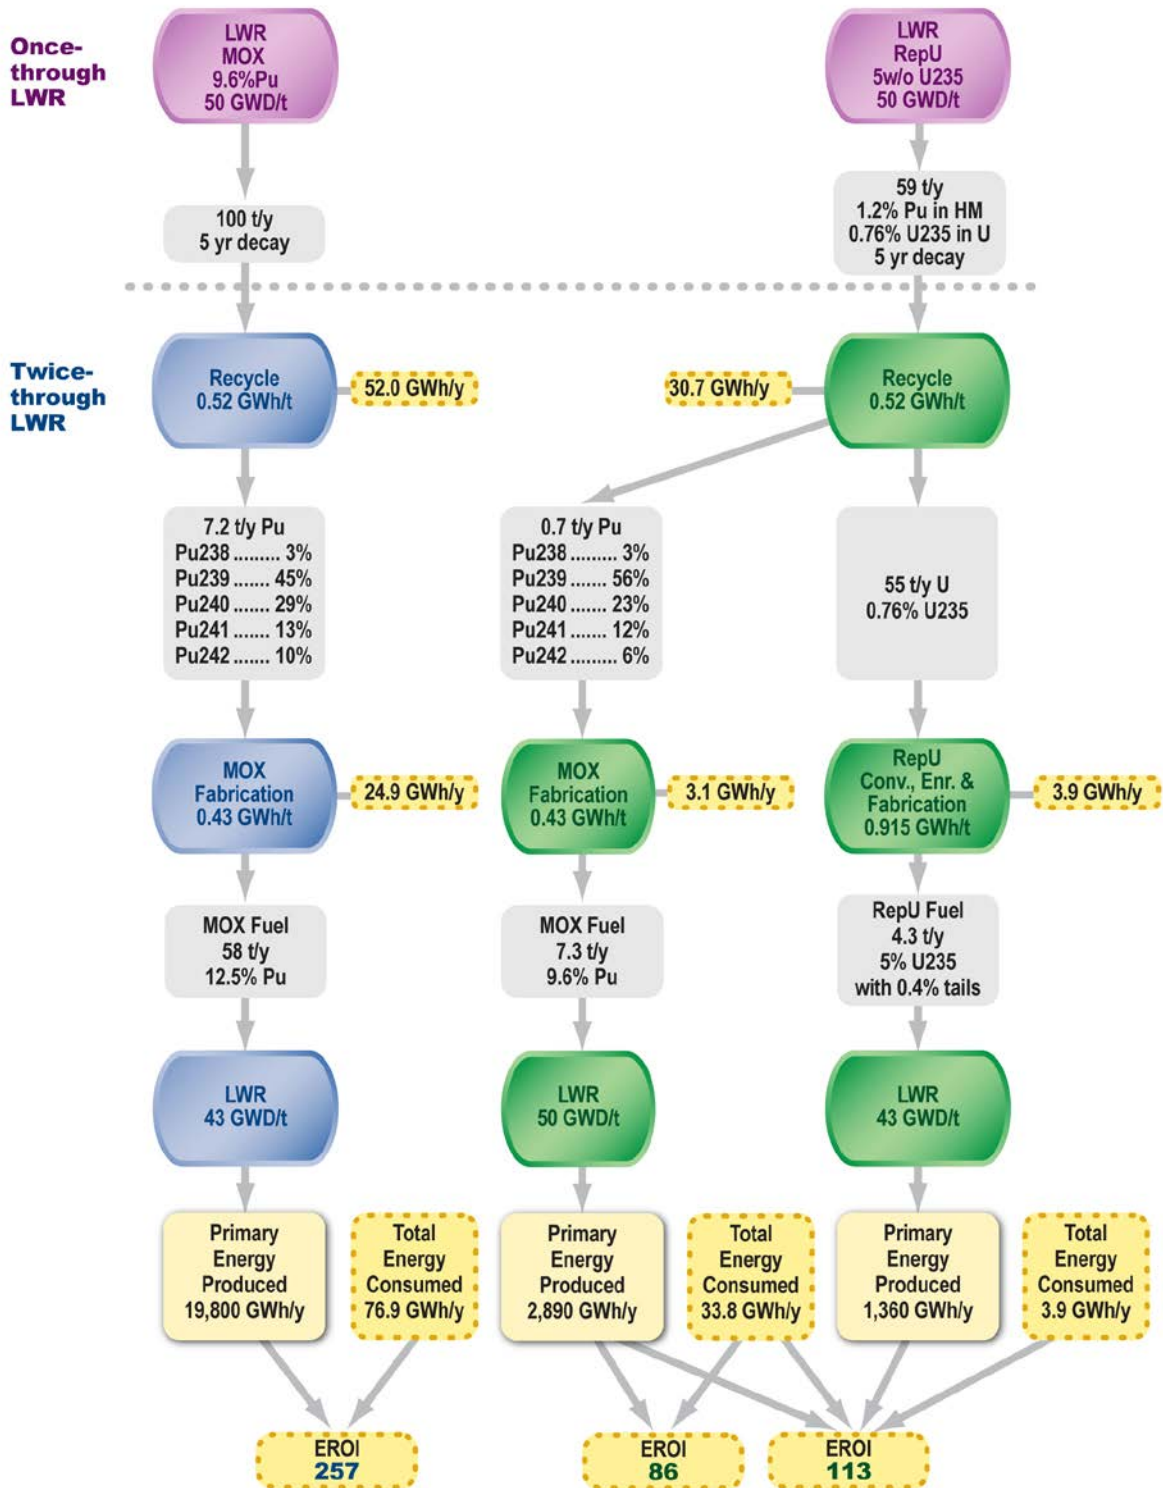 Once-
through
LWR
LWR
MOX
9.6%Pu
50 GWD/t
LWR
RepU
5w/o U235
50 GWD/t
100 t/y
5 yr decay
59 t/y
1.2% Pu in HM
0.76% U235 in U
5 yr decay
Twice-
through
LWR
Recycle
0.52 GWh/t
52.0 GWh/y
30.7 GWh/y
Recycle
0.52 GWh/t
7.2 t/y Pu
Pu238 ......... 3%
Pu239 ....... 45%
Pu240 ....... 29%
Pu241 ....... 13%
Pu242 ....... 10%
0.7 t/y Pu
Pu238 ......... 3%
Pu239 ....... 56%
Pu240 ....... 23%
Pu241 ....... 12%
Pu242 ......... 6%
55 t/y U
0.76% U235
MOX
Fabrication
0.43 GWh/t
24.9 GWh/y
MOX
Fabrication
0.43 GWh/t
3.1 GWh/y
RepU
Conv., Enr. &
Fabrication
0.915 GWh/t
3.9 GWh/y
MOX Fuel
58 t/y
12.5% Pu
MOX Fuel
7.3 t/y
9.6% Pu
RepU Fuel
4.3 t/y
5% U235
with 0.4% tails
LWR
43 GWD/t
LWR
50 GWD/t
LWR
43 GWD/t
Primary
Energy
Produced
19,800 GWh/y
Total
Energy
Consumed
76.9 GWh/y
Primary
Energy
Produced
2,890 GWh/y
Total
Energy
Consumed
33.8 GWh/y
Primary
Energy
Produced
1,360 GWh/y
Total
Energy
Consumed
3.9 GWh/y
EROI
257
EROI
86
EROI
113